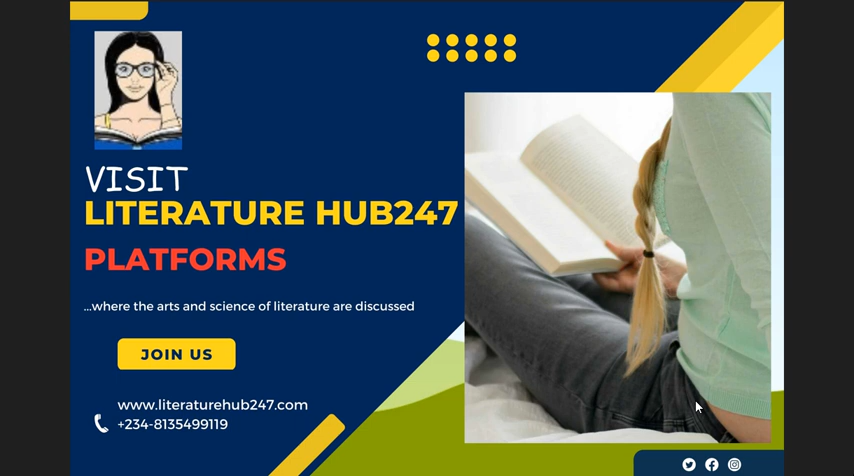 VISIT
LITERATURE HUB247
PLATFORMS
...where the arts and science of literature are discussed
JOIN US
www.literaturehub247.com
+234-8135499119